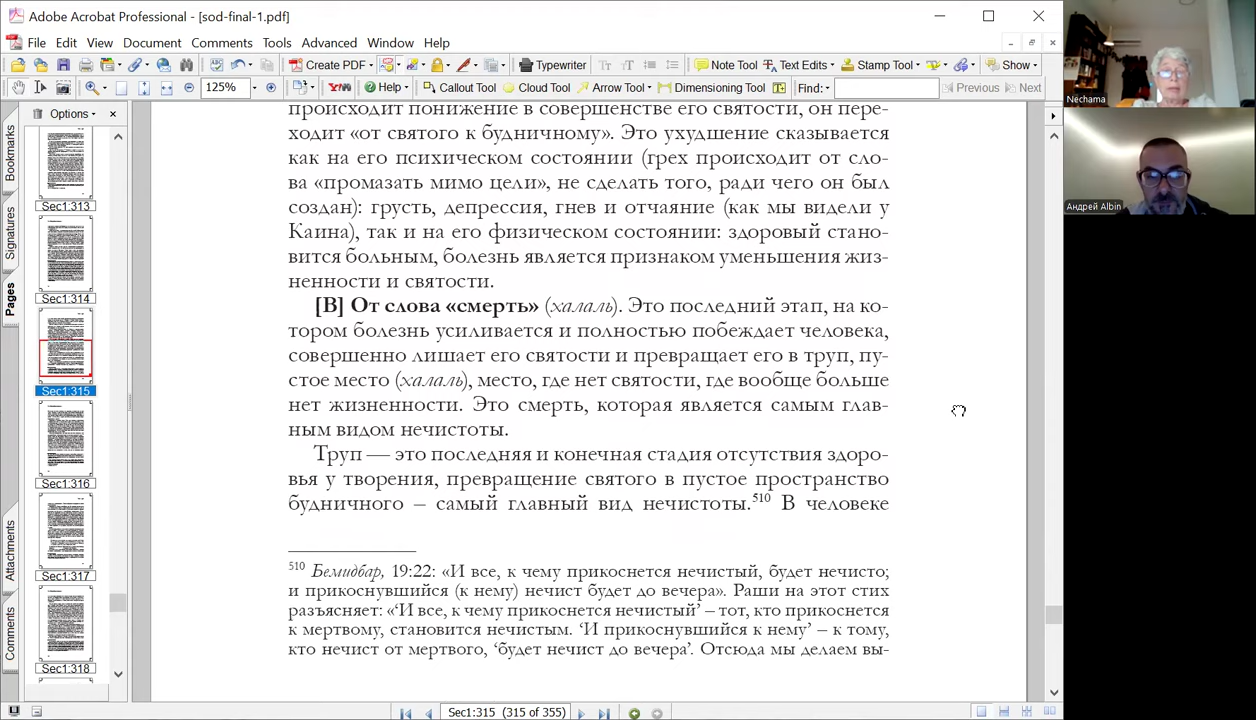 Adobe Acrobat Professional - [sod-final-1.pdf]
File Edit View Document Comments Tools Advanced Window Help
Create PDF Typewriter Note Tool Text Edits Stamp Tool Show
125% Help Callout Tool Cloud Tool Arrow Tool Dimensioning Tool Find: Previous Next
Options
Bookmarks
Signatures
Pages
Attachments
Comments
Sec1:313
Sec1:314
Sec1:315
Sec1:316
Sec1:317
Sec1:318
происходит понижение в совершенстве его святости, он пере-
ходит «от святого к будничному». Это ухудшение сказывается
как на его психическом состоянии (грех происходит от сло-
ва «промазать мимо цели», не сделать того, ради чего он был
создан): грусть, депрессия, гнев и отчаяние (как мы видели у
Каина), так и на его физическом состоянии: здоровый стано-
вится больным, болезнь является признаком уменьшения жиз-
ненности и святости.
[В] От слова «смерть» (халаль). Это последний этап, на ко-
тором болезнь усиливается и полностью побеждает человека,
совершенно лишает его святости и превращает его в труп, пу-
стое место (халаль), место, где нет святости, где вообще больше
нет жизненности. Это смерть, которая является самым глав-
ным видом нечистоты.
Труп — это последняя и конечная стадия отсутствия здоро-
вья у творения, превращение святого в пустое пространство
будничного – самый главный вид нечистоты.510 В человеке
510 Бемидбар, 19:22: «И все, к чему прикоснется нечистый, будет нечисто;
и прикоснувшийся (к нему) нечист будет до вечера». Раши на этот стих
разъясняет: «‘И все, к чему прикоснется нечистый’ – тот, кто прикоснется
к мертвому, становится нечистым. ‘И прикоснувшийся к нему’ – к тому,
кто нечист от мертвого, ‘будет нечист до вечера’. Отсюда мы делаем вы-
Sec1:315 (315 of 355)
Nechama
Андрей Albin